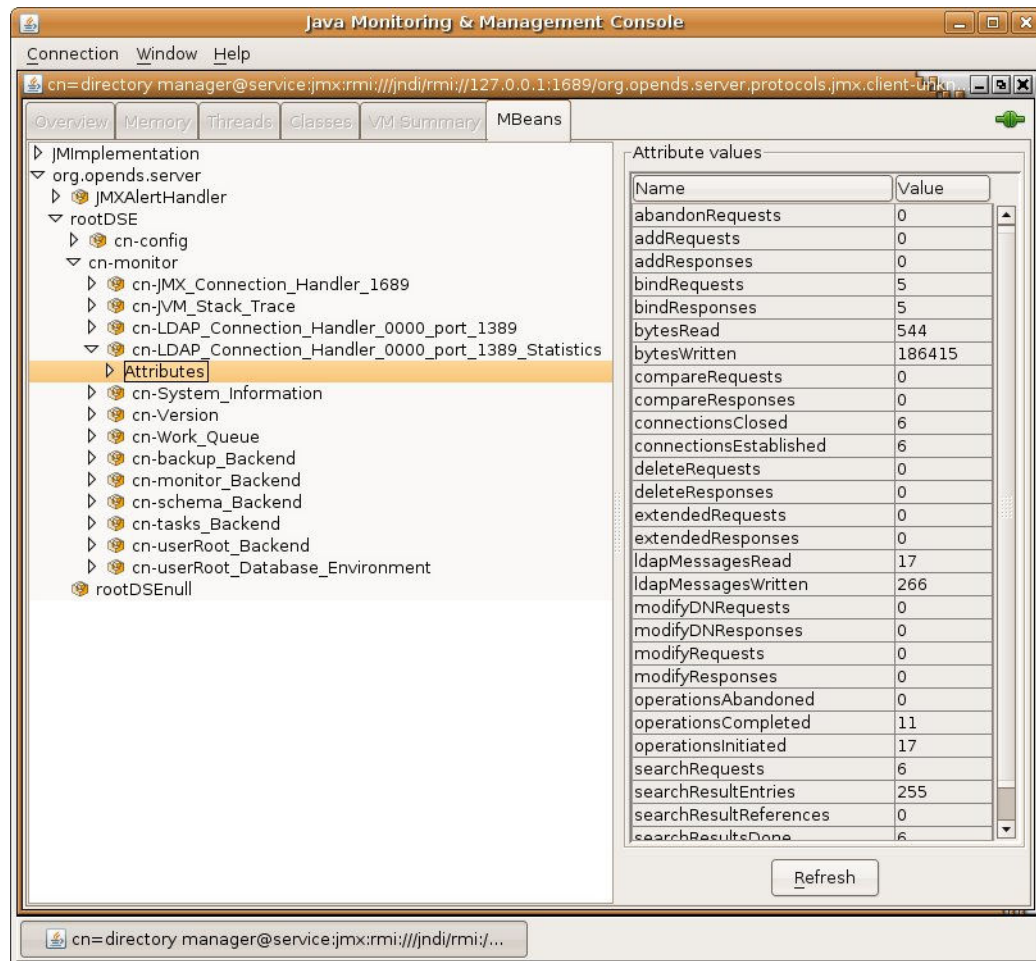 Java Monitoring & Management Console
Connection Window Help
cn=directory manager@service:jmx:rmi:///jndi/rmi://127.0.0.1:1689/org.opends.server.protocols.jmx.client-unkn...
Overview Memory Threads Classes VM Summary MBeans
JMImplementation
org.opends.server
JMXAlertHandler
rootDSE
cn-config
cn-monitor
cn-JMX_Connection_Handler_1689
cn-JVM_Stack_Trace
cn-LDAP_Connection_Handler_0000_port_1389
cn-LDAP_Connection_Handler_0000_port_1389_Statistics
Attributes
cn-System_Information
cn-Version
cn-Work_Queue
cn-backup_Backend
cn-monitor_Backend
cn-schema_Backend
cn-tasks_Backend
cn-userRoot_Backend
cn-userRoot_Database_Environment
rootDSEnull
Attribute values
Name Value
abandonRequests 0
addRequests 0
addResponses 0
bindRequests 5
bindResponses 5
bytesRead 544
bytesWritten 186415
compareRequests 0
compareResponses 0
connectionsClosed 6
connectionsEstablished 6
deleteRequests 0
deleteResponses 0
extendedRequests 0
extendedResponses 0
ldapMessagesRead 17
ldapMessagesWritten 266
modifyDNRequests 0
modifyDNResponses 0
modifyRequests 0
modifyResponses 0
operationsAbandoned 0
operationsCompleted 11
operationsInitiated 17
searchRequests 6
searchResultEntries 255
searchResultReferences 0
searchResultsDone 6
Refresh
cn=directory manager@service:jmx:rmi:///jndi/rmi:/...